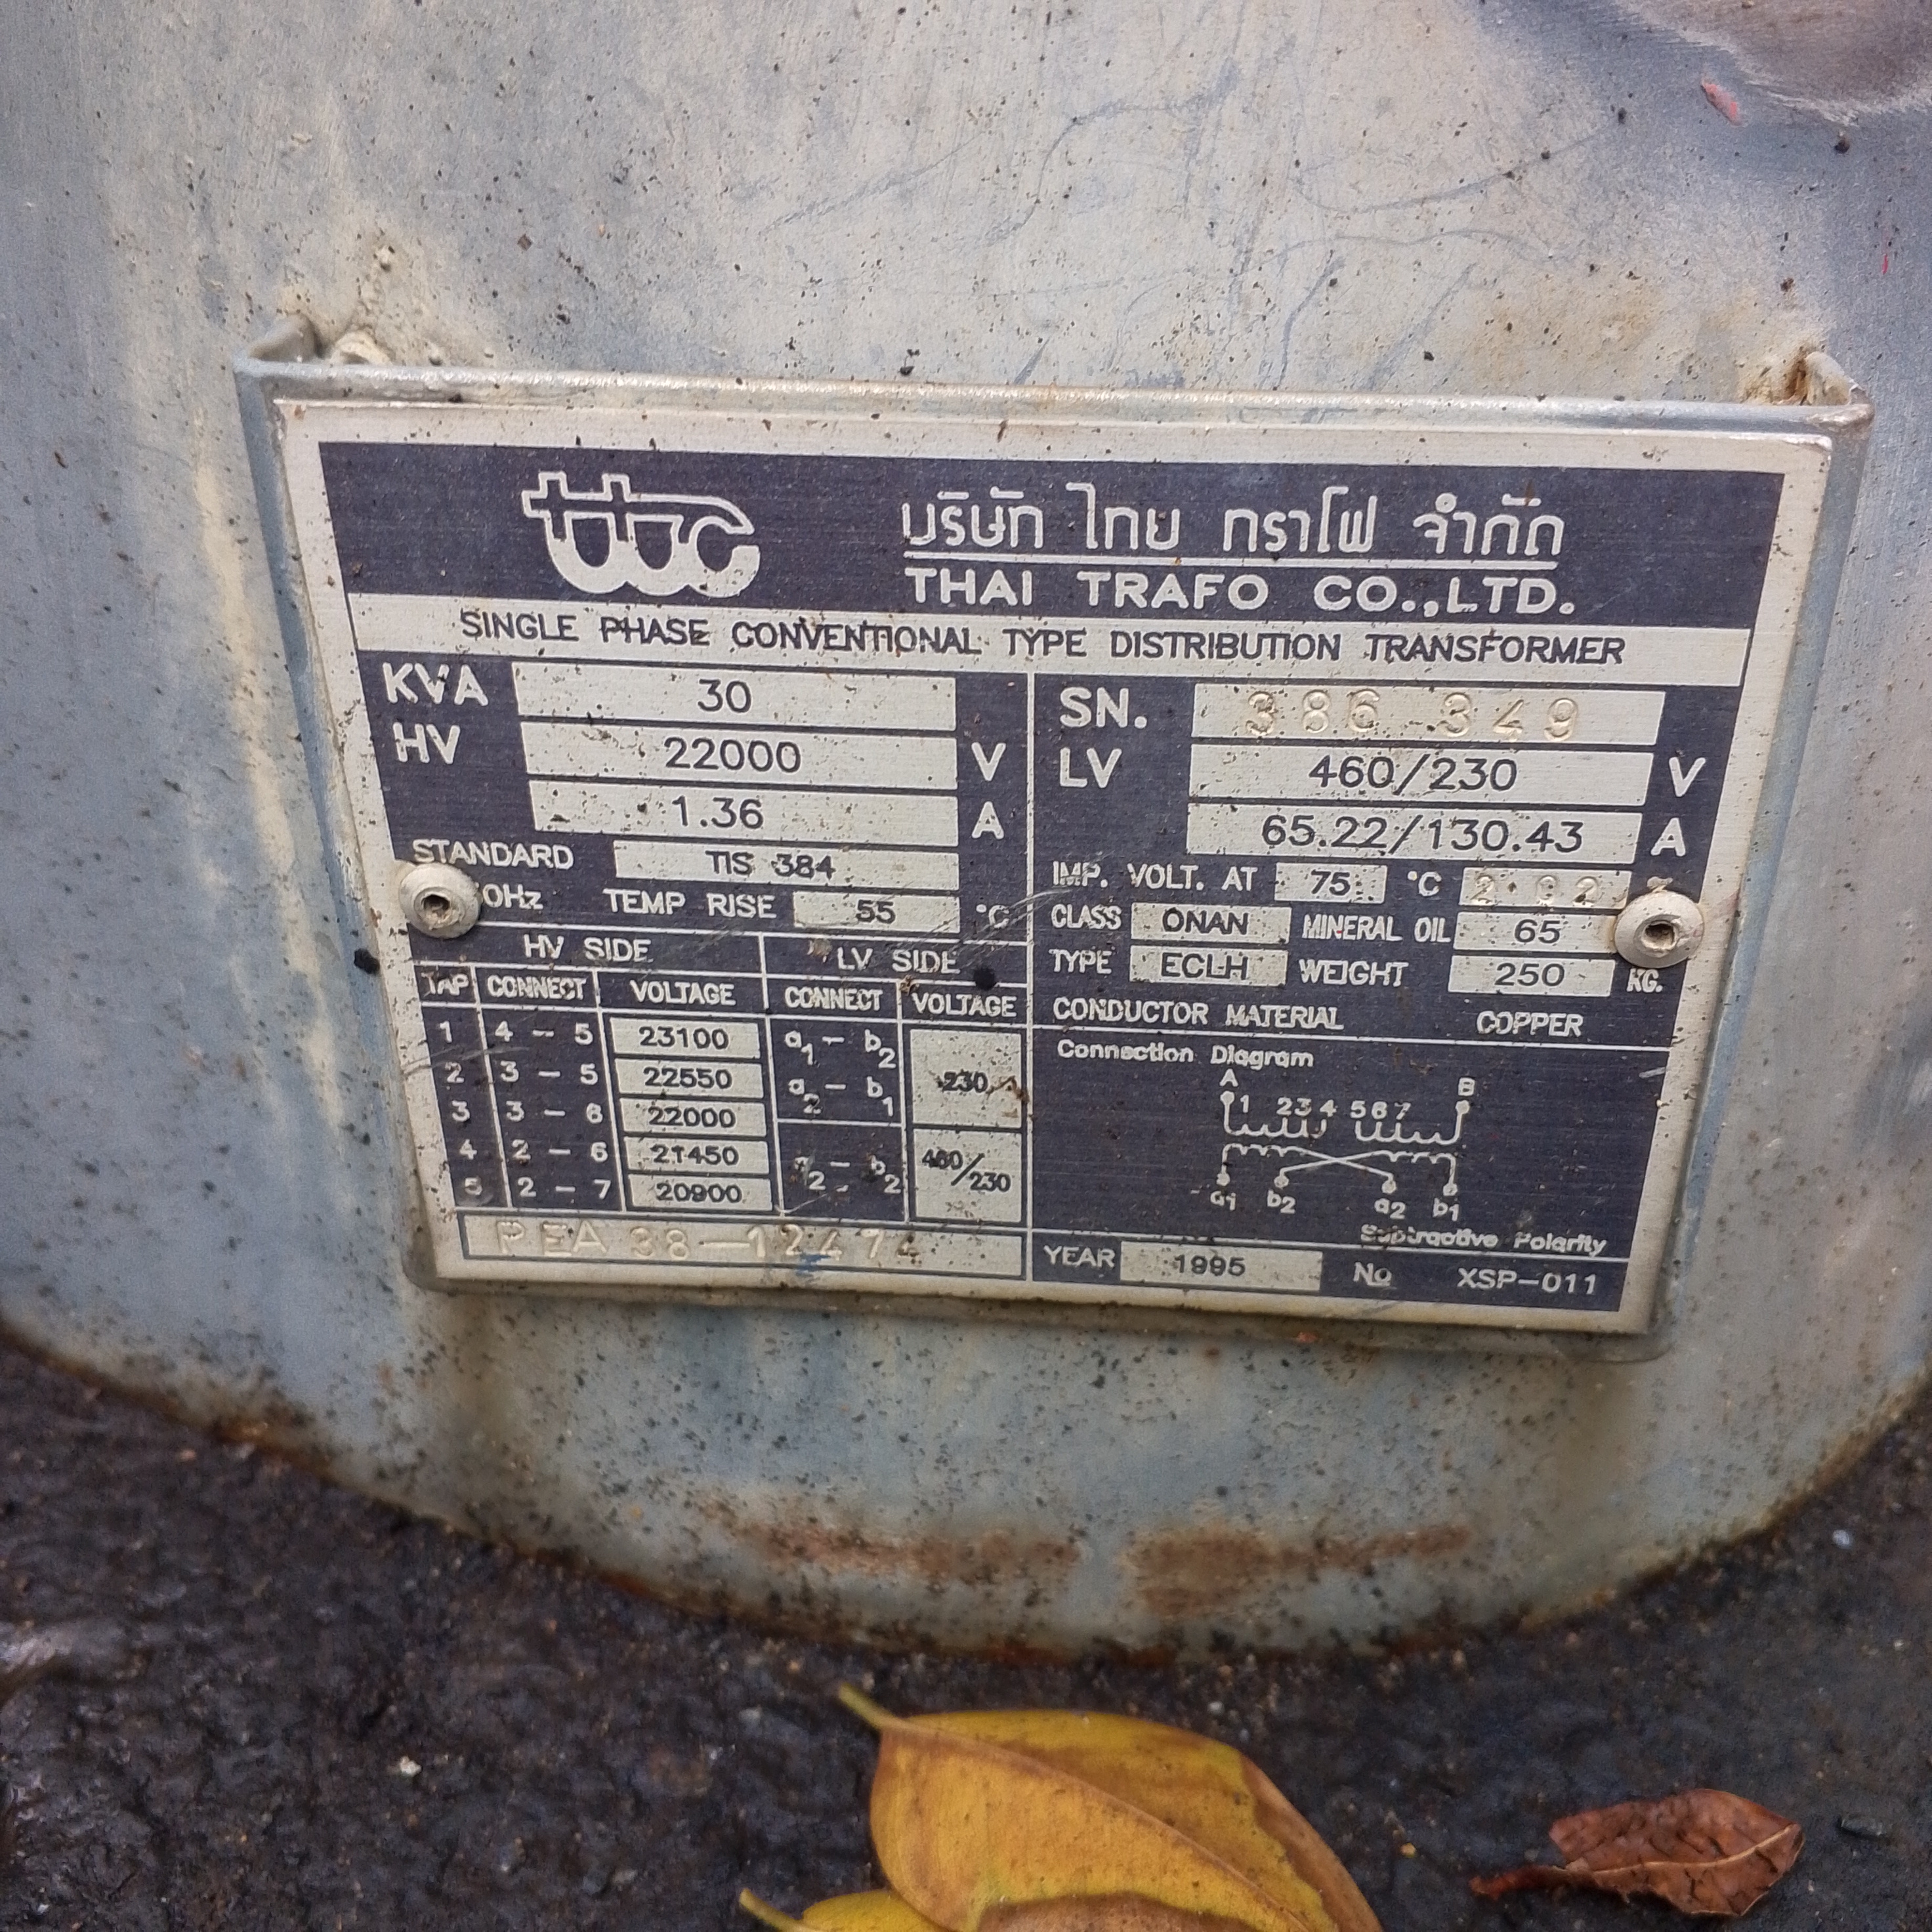 ttc
บริษัท ไทย ทราโฟ จำกัด
THAI TRAFO CO.,LTD.
SINGLE PHASE CONVENTIONAL TYPE DISTRIBUTION TRANSFORMER
KVA 30
HV 22000 V
1.36 A
STANDARD TIS 384
0Hz TEMP RISE 55 °C
SN. 386 349
LV 460/230 V
65.22/130.43 A
IMP. VOLT. AT 75 °C
CLASS ONAN MINERAL OIL 65
TYPE ECLH WEIGHT 250 KG.
CONDUCTOR MATERIAL COPPER
HV SIDE LV SIDE
TAP CONNECT VOLTAGE CONNECT VOLTAGE
1 4 - 5 23100 a1 - b2
2 3 - 5 22550 a2 - b1 230
3 3 - 6 22000
4 2 - 6 21450 a2 - b2 460/230
5 2 - 7 20900
Connection Diagram
A B
1 2 3 4 5 6 7
a1 b2 a2 b1
Subtractive Polarity
PEA 38-12474
YEAR 1995 No XSP-011